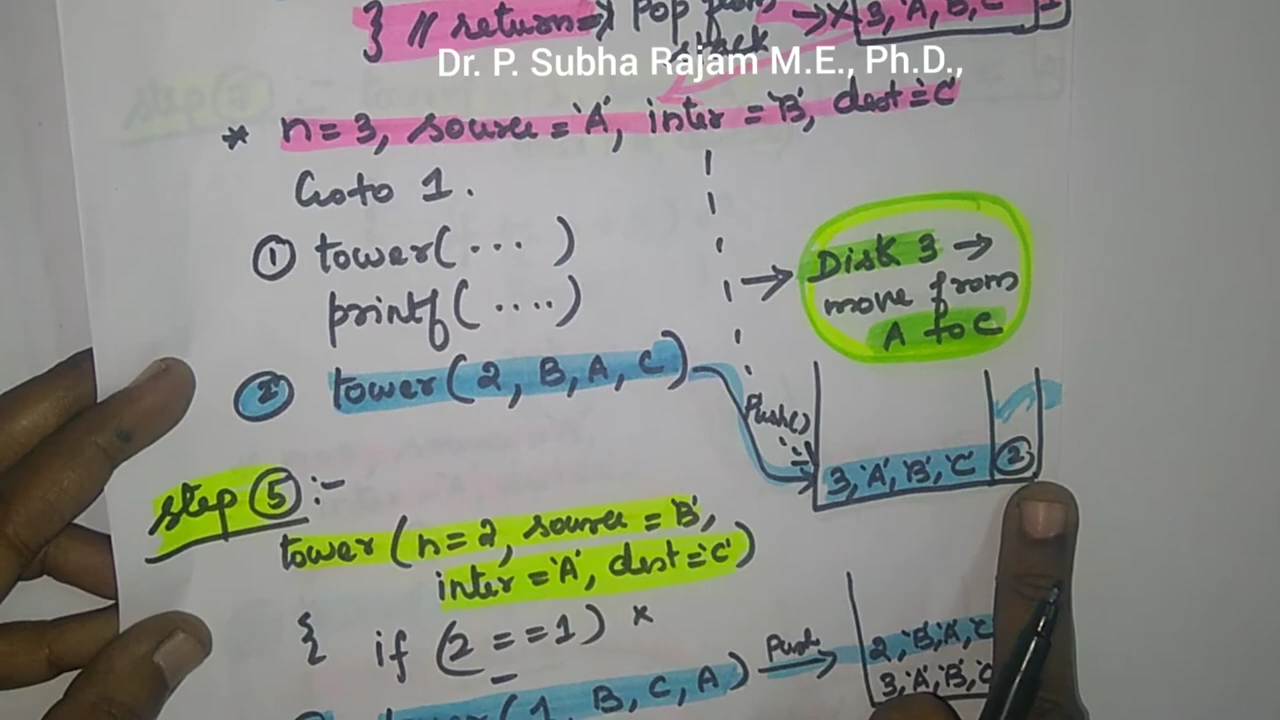 } // return → Pop from → X 3, 'A', 'B', 'C' 1
stack
Dr. P. Subha Rajam M.E., Ph.D.,
* n = 3, source = 'A', inter = 'B', dest = 'C'
Goto 1.
① tower( ... )
printf( .... )
→ Disk 3 →
move from
A to C
② tower( 2, B, A, C )
Push()
3, 'A', 'B', 'C' ②
step ⑤ :-
tower ( n = 2, source = 'B',
inter = 'A', dest = 'C' )
{ if (2 == 1) x
tower( 1, B, C, A ) Push →
2, 'B', 'A', 'C
3, 'A', 'B', 'C